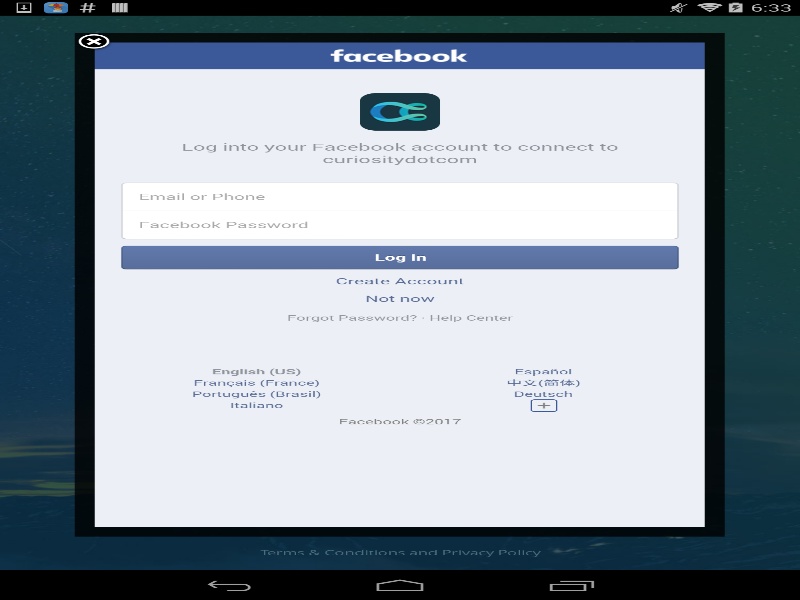 6:33
facebook
Log into your Facebook account to connect to
curiositydotcom
Email or Phone
Facebook Password
Log In
Create Account
Not now
Forgot Password? · Help Center
English (US)
Français (France)
Português (Brasil)
Italiano
Español
中文(简体)
Deutsch
Facebook ©2017
Terms & Conditions and Privacy Policy